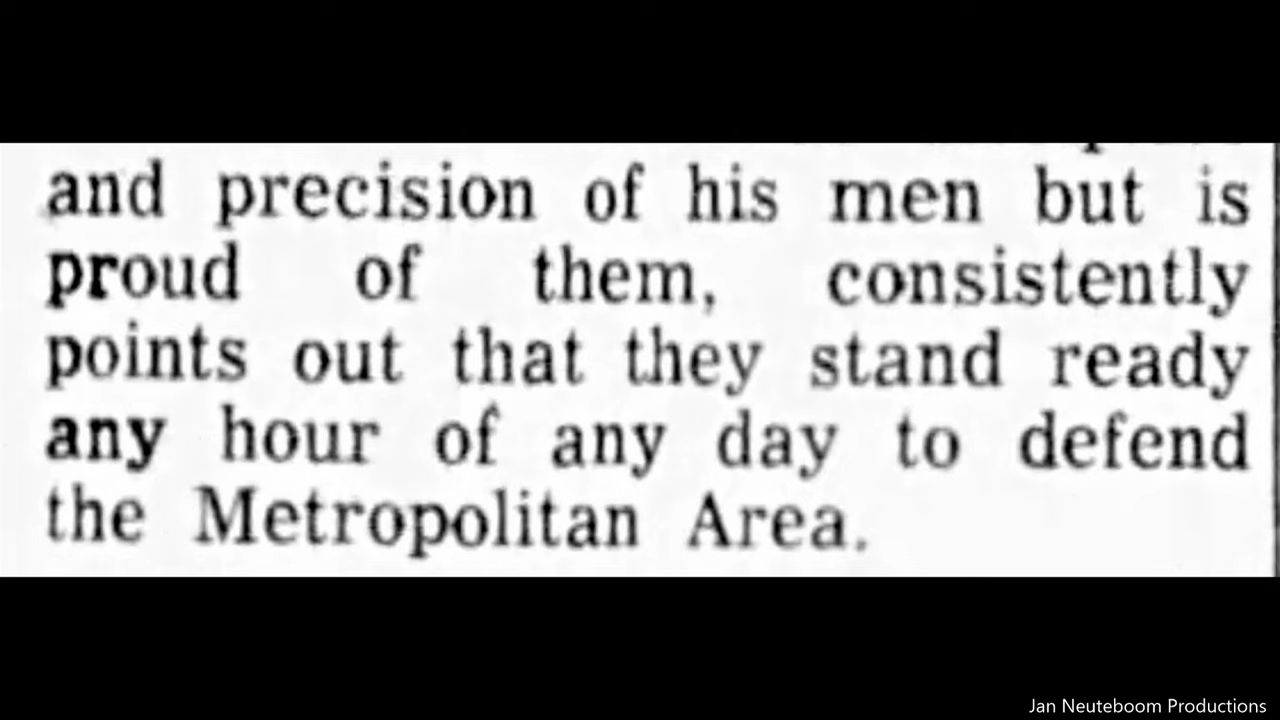 and precision of his men but is
proud of them, consistently
points out that they stand ready
any hour of any day to defend
the Metropolitan Area.
Jan Neuteboom Productions